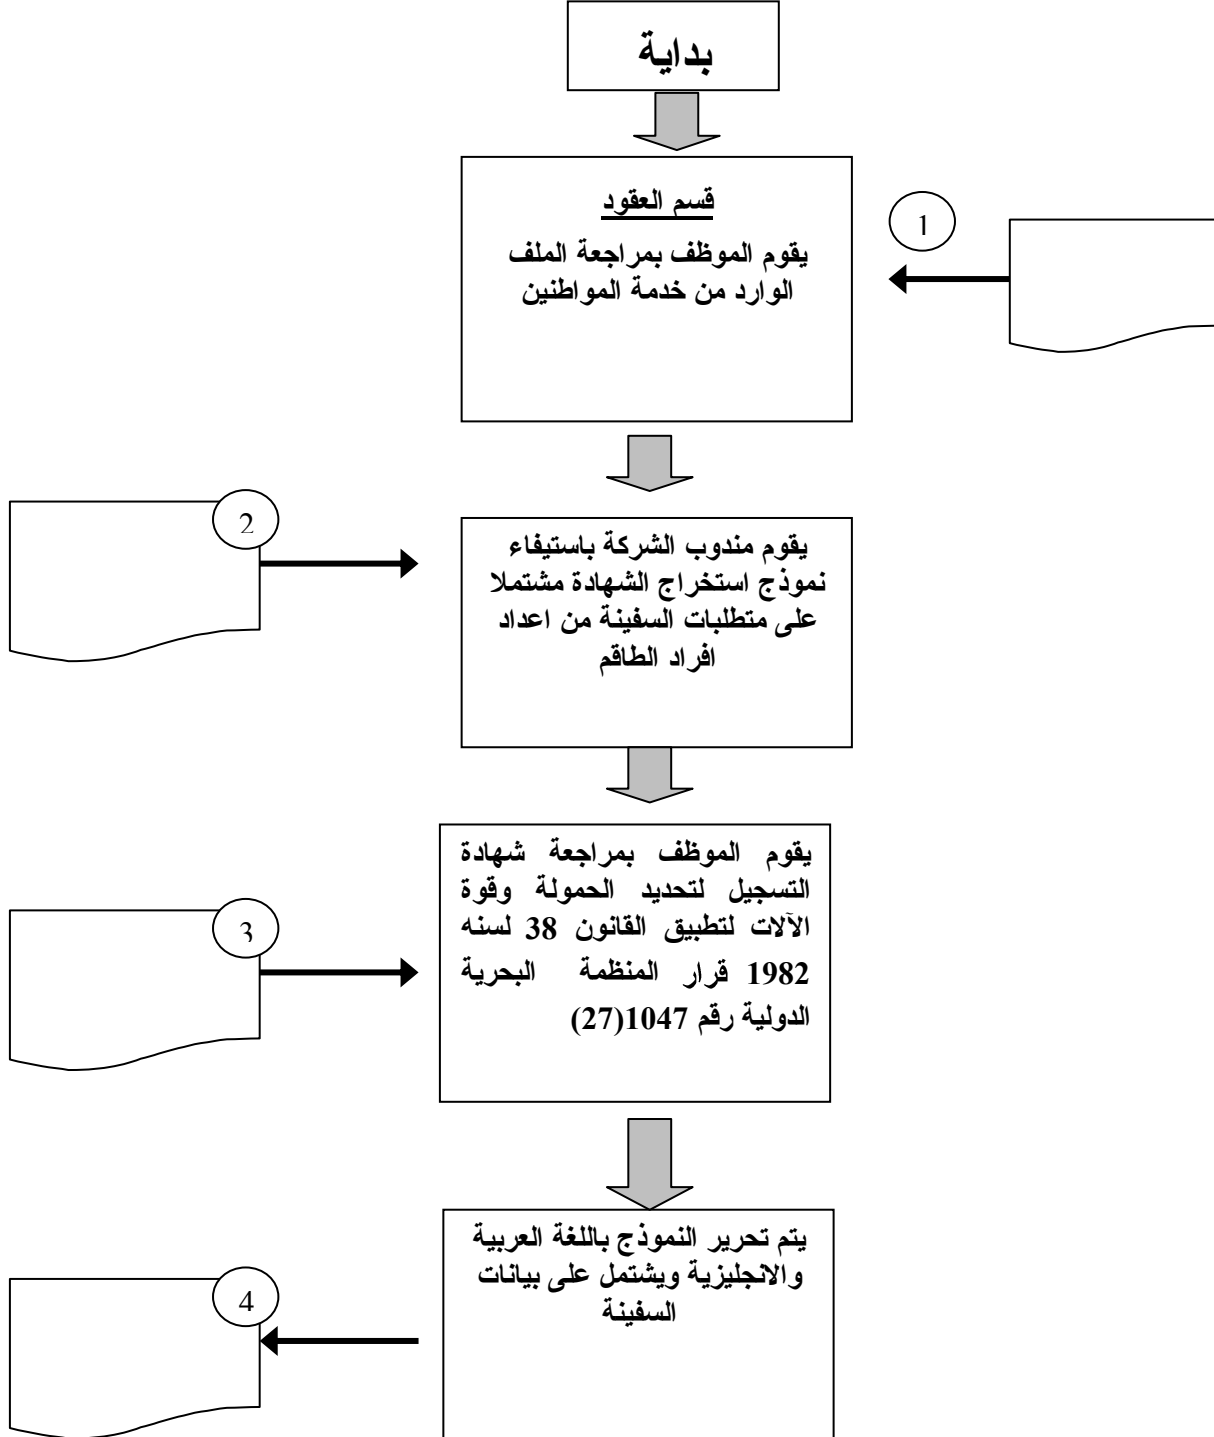 بداية
قسم العقود
1
يقوم الموظف بمراجعة الملف
الوارد من خدمة المواطنين
2
يقوم مندوب الشركة باستيفاء
نموذج استخراج الشهادة مشتملا
على متطلبات السفينة من اعداد
افراد الطاقم
يقوم الموظف بمراجعة شهادة
التسجيل لتحديد الحمولة وقوة
3
الآلات لتطبيق القانون 38 لسنه
1982 قرار المنظمة البحرية
الدولية رقم 1047(27)
يتم تحرير النموذج باللغة العربية
والانجليزية ويشتمل على بيانات
السفينة
4